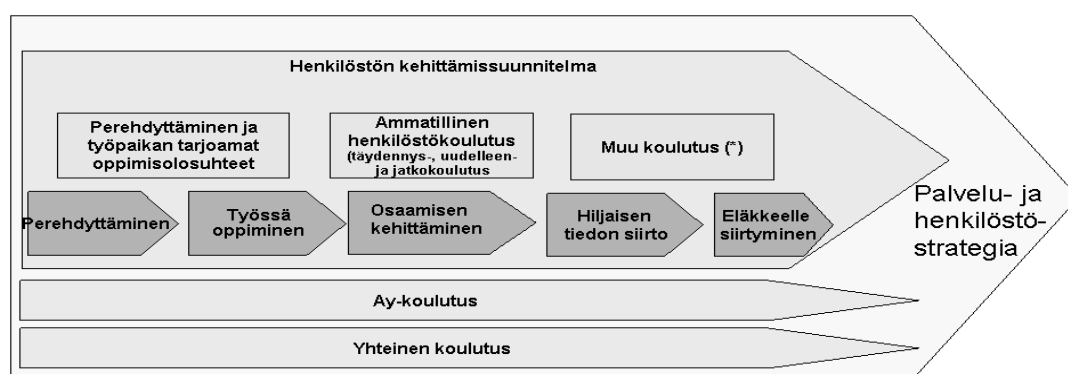 Henkilöstön kehittämissuunnitelma
Perehdyttäminen ja
työpaikan tarjoamat
oppimisolosuhteet
Ammatillinen
henkilöstökoulutus
(täydennys-, uudelleen-
ja jatkokoulutus
Muu koulutus (*)
Perehdyttäminen
Työssä
oppiminen
Osaamisen
kehittäminen
Hiljaisen
tiedon siirto
Eläkkeelle
siirtyminen
Palvelu- ja
henkilöstö-
strategia
Ay-koulutus
Yhteinen koulutus